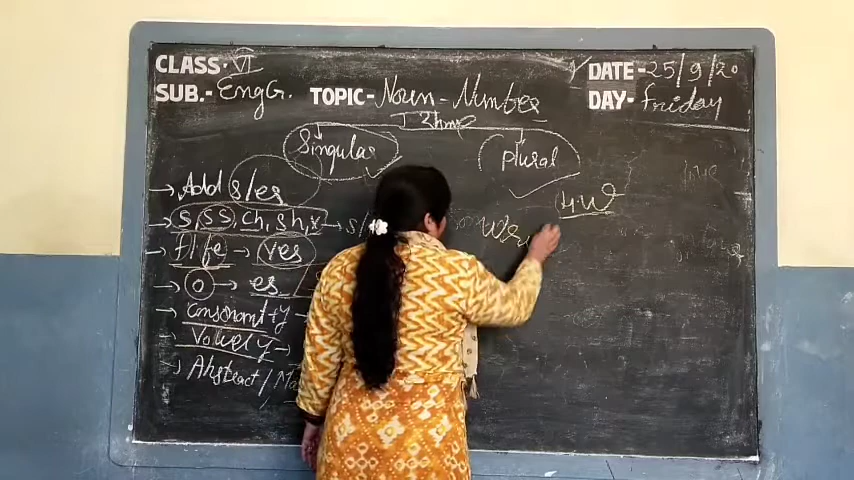 CLASS. VI
SUB.- EngG.
TOPIC- Noun-Number
DATE- 25/9/20
DAY- friday
Singular
plural
Add s/es
s, ss, ch, sh, x → s/
f/fe → ves
o → es
consonant + y
Vowel y
Abstract / Ma
H.W